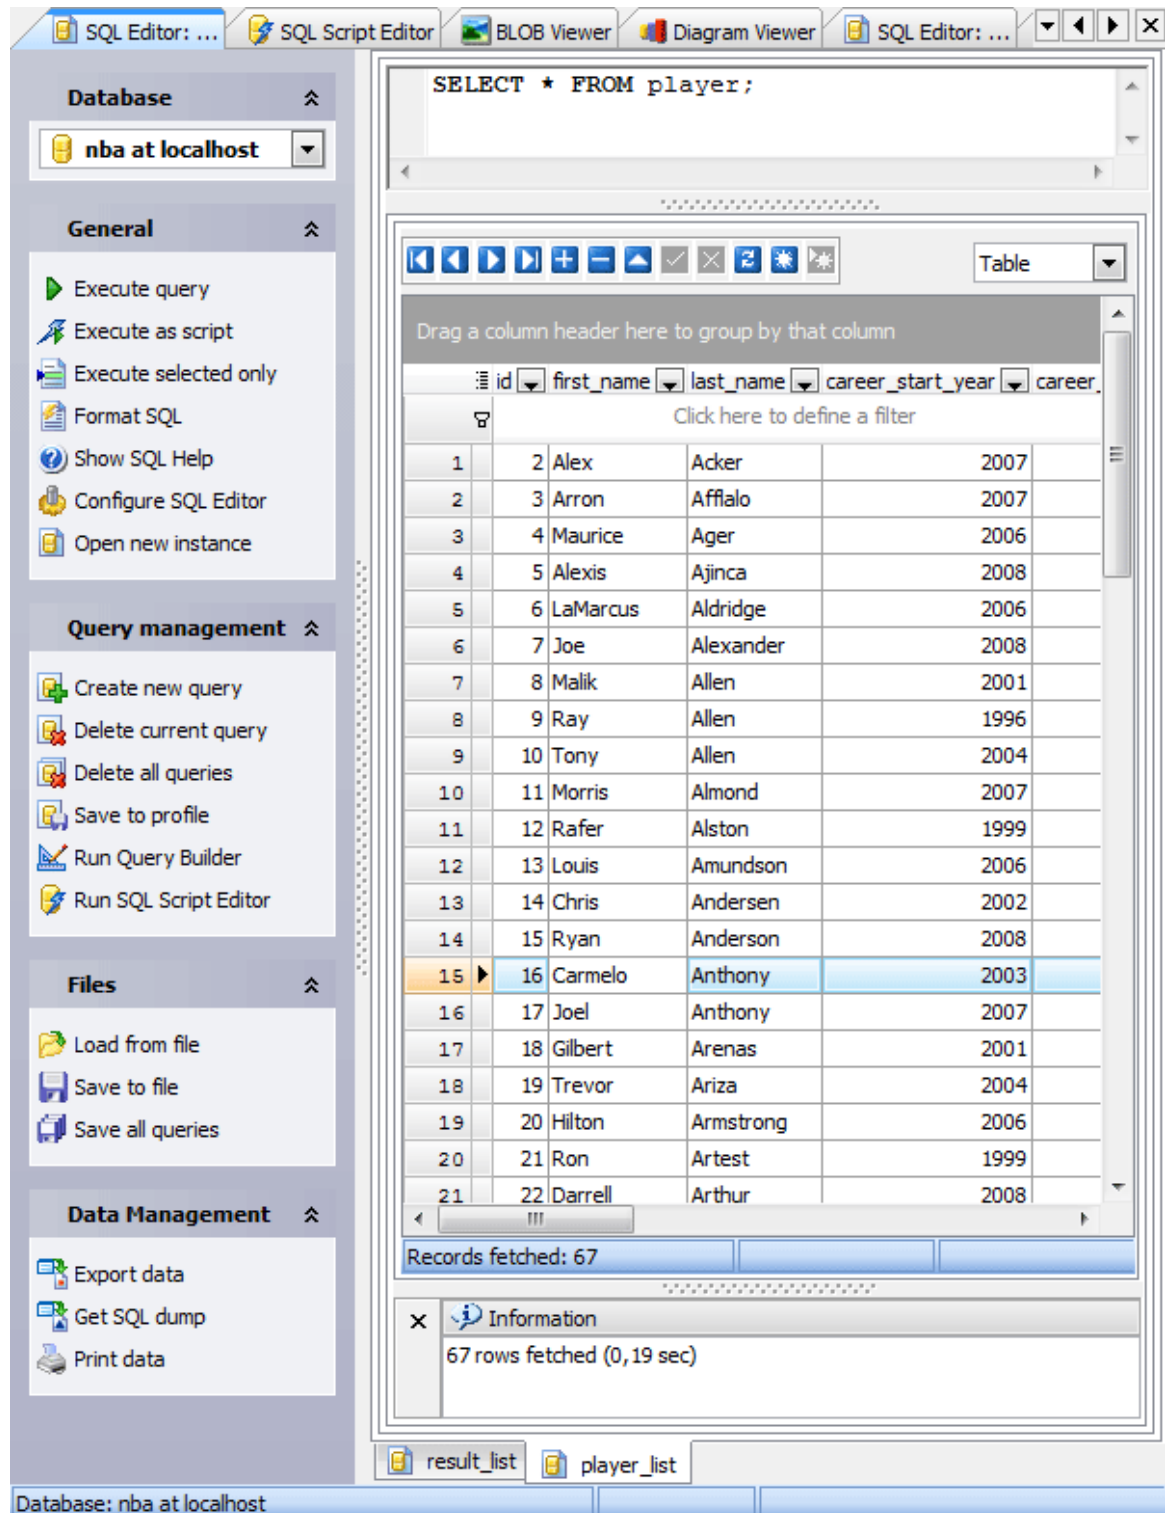 SQL Editor: ... SQL Script Editor BLOB Viewer Diagram Viewer SQL Editor: ...
Database
nba at localhost
General
Execute query
Execute as script
Execute selected only
Format SQL
Show SQL Help
Configure SQL Editor
Open new instance
Query management
Create new query
Delete current query
Delete all queries
Save to profile
Run Query Builder
Run SQL Script Editor
Files
Load from file
Save to file
Save all queries
Data Management
Export data
Get SQL dump
Print data
SELECT * FROM player;
Table
Drag a column header here to group by that column
id first_name last_name career_start_year career_
Click here to define a filter
1 2 Alex Acker 2007
2 3 Arron Afflalo 2007
3 4 Maurice Ager 2006
4 5 Alexis Ajinca 2008
5 6 LaMarcus Aldridge 2006
6 7 Joe Alexander 2008
7 8 Malik Allen 2001
8 9 Ray Allen 1996
9 10 Tony Allen 2004
10 11 Morris Almond 2007
11 12 Rafer Alston 1999
12 13 Louis Amundson 2006
13 14 Chris Andersen 2002
14 15 Ryan Anderson 2008
15 16 Carmelo Anthony 2003
16 17 Joel Anthony 2007
17 18 Gilbert Arenas 2001
18 19 Trevor Ariza 2004
19 20 Hilton Armstrong 2006
20 21 Ron Artest 1999
21 22 Darrell Arthur 2008
Records fetched: 67
Information
67 rows fetched (0,19 sec)
result_list player_list
Database: nba at localhost